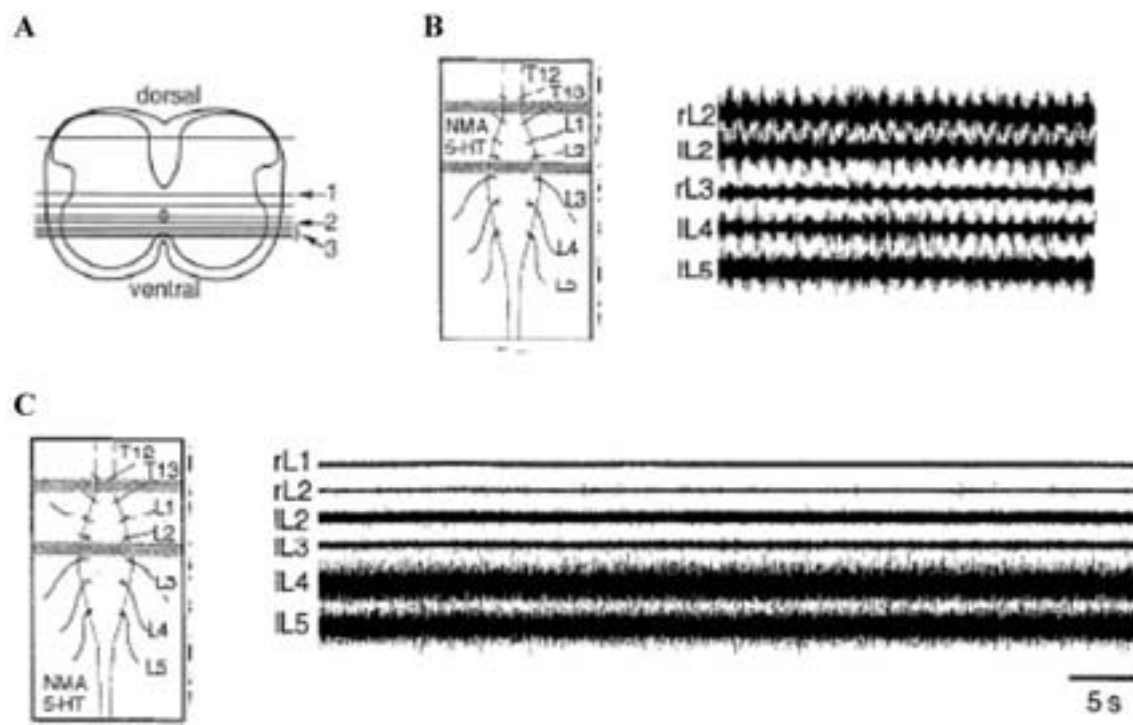 A
dorsal
1
2
3
ventral
B
T12
T13
NMA
5-HT
L1
L2
L3
L4
L5
rL2
lL2
rL3
lL4
lL5
C
T12
T13
L1
L2
L3
L4
L5
NMA
5-HT
rL1
rL2
lL2
lL3
lL4
lL5
5 s